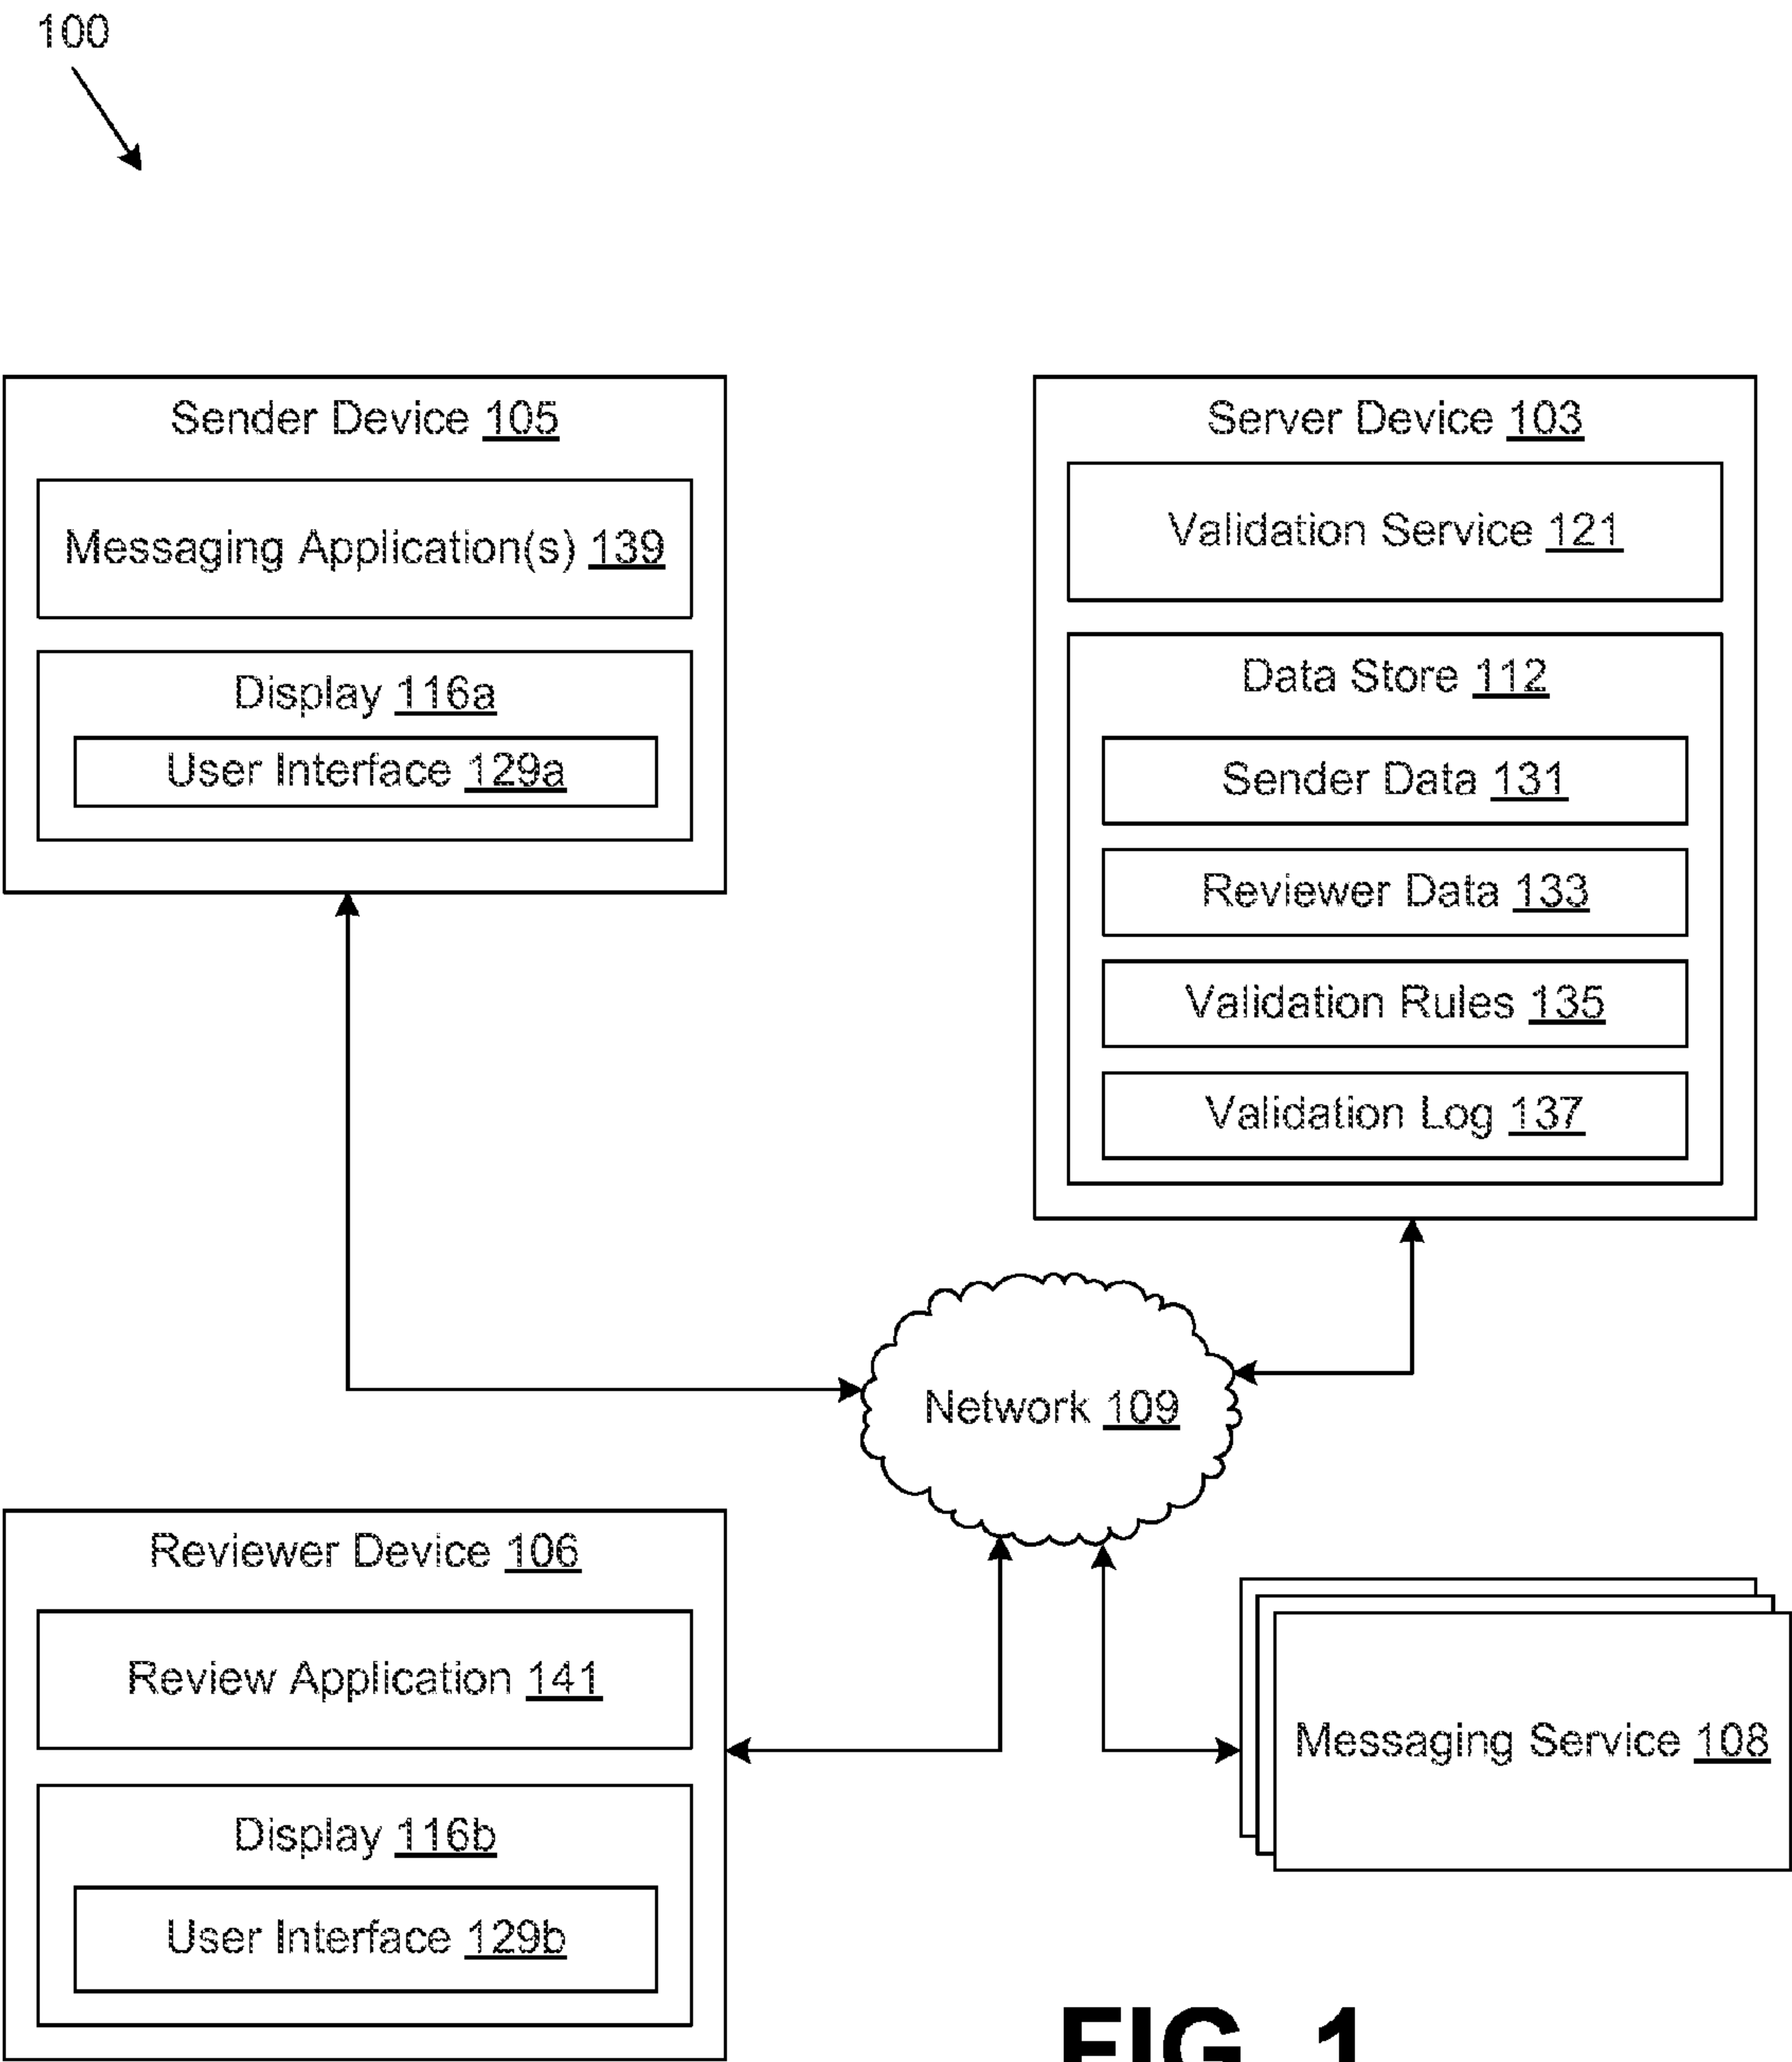 100
Sender Device 105
Messaging Application(s) 139
Display 116a
User Interface 129a
Server Device 103
Validation Service 121
Data Store 112
Sender Data 131
Reviewer Data 133
Validation Rules 135
Validation Log 137
Network 109
Reviewer Device 106
Review Application 141
Display 116b
User Interface 129b
Messaging Service 108
FIG. 1